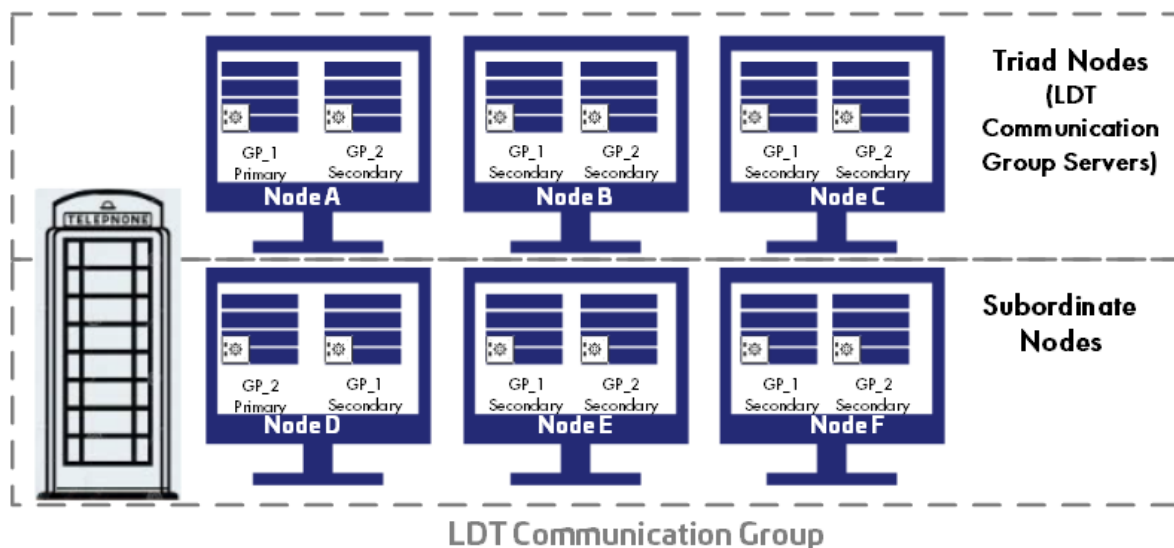 Triad Nodes
(LDT
Communication
Group Servers)
GP_1
Primary
GP_2
Secondary
Node A
GP_1
Secondary
GP_2
Secondary
Node B
GP_1
Secondary
GP_2
Secondary
Node C
TELEPNONE
Subordinate
Nodes
GP_2
Primary
GP_1
Secondary
Node D
GP_1
Secondary
GP_2
Secondary
Node E
GP_1
Secondary
GP_2
Secondary
Node F
LDT Communication Group